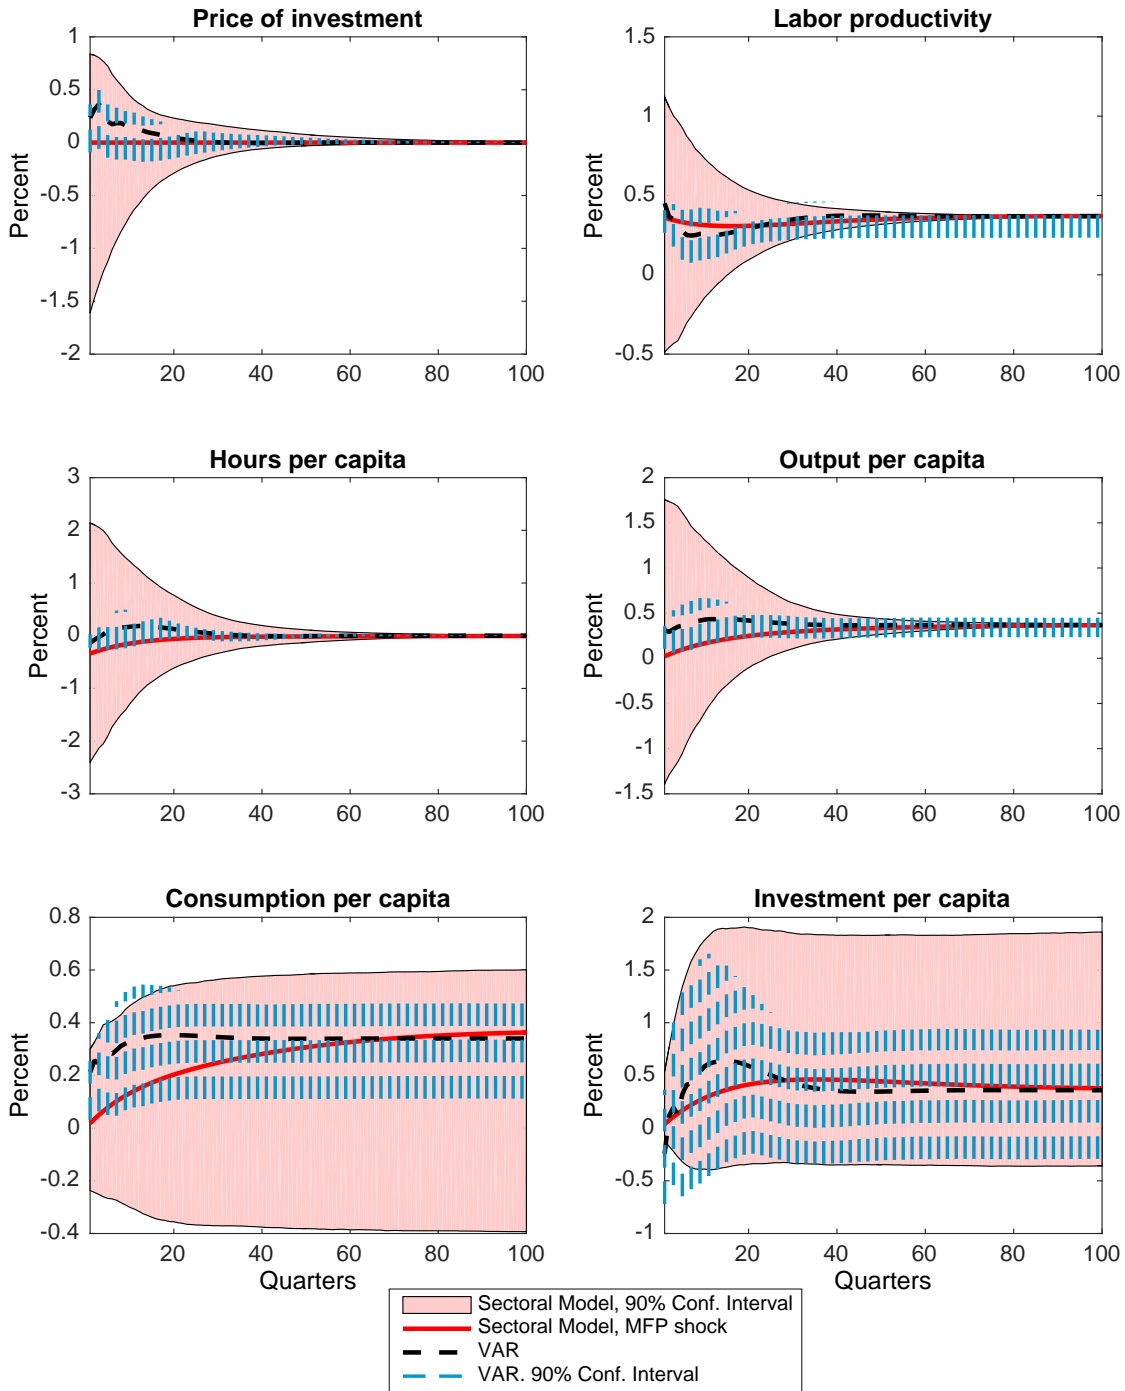 Price of investment
Labor productivity
Percent
1
0.5
0
-0.5
-1
-1.5
-2
20 40 60 80 100
Percent
1.5
1
0.5
0
-0.5
20 40 60 80 100
Hours per capita
Output per capita
Percent
3
2
1
0
-1
-2
-3
20 40 60 80 100
Percent
2
1.5
1
0.5
0
-0.5
-1
-1.5
20 40 60 80 100
Consumption per capita
Investment per capita
Percent
0.8
0.6
0.4
0.2
0
-0.2
-0.4
20 40 60 80 100
Quarters
Percent
2
1.5
1
0.5
0
-0.5
-1
20 40 60 80 100
Quarters
Sectoral Model, 90% Conf. Interval
Sectoral Model, MFP shock
VAR
VAR. 90% Conf. Interval